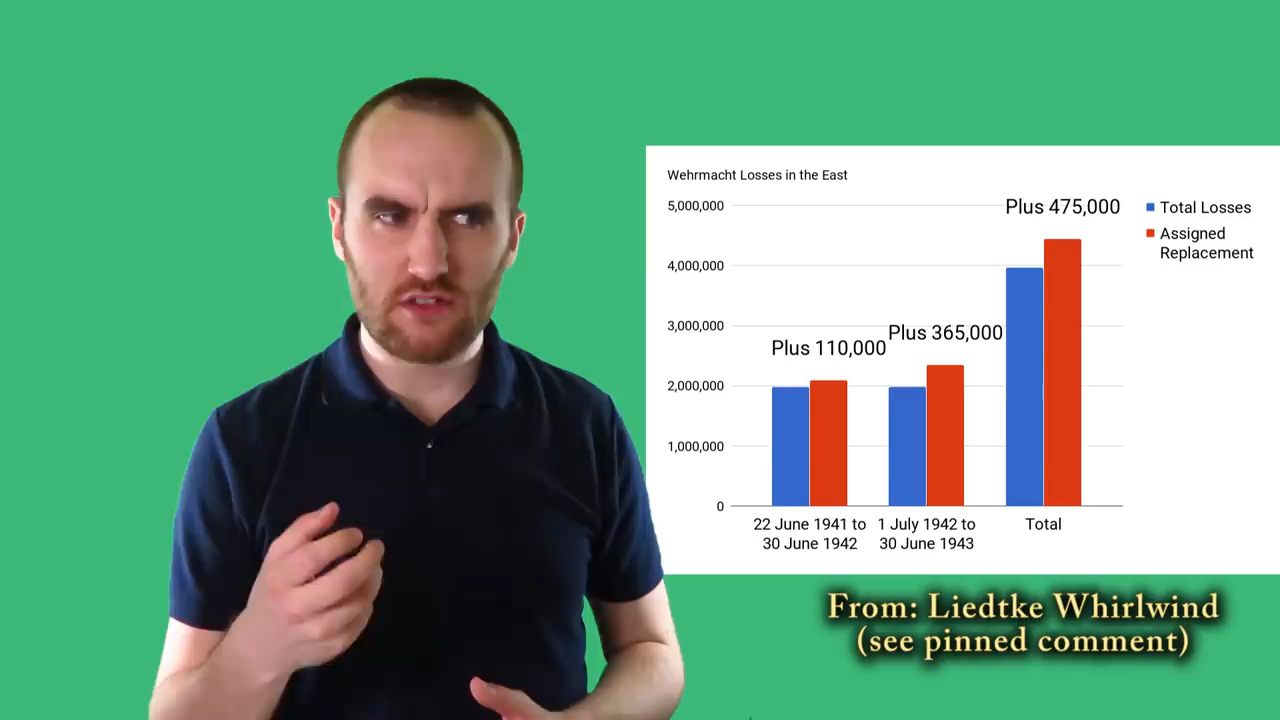 Wehrmacht Losses in the East
5,000,000
4,000,000
3,000,000
2,000,000
1,000,000
0
Plus 110,000
Plus 365,000
Plus 475,000
22 June 1941 to
30 June 1942
1 July 1942 to
30 June 1943
Total
Total Losses
Assigned
Replacement
From: Liedtke Whirlwind
(see pinned comment)